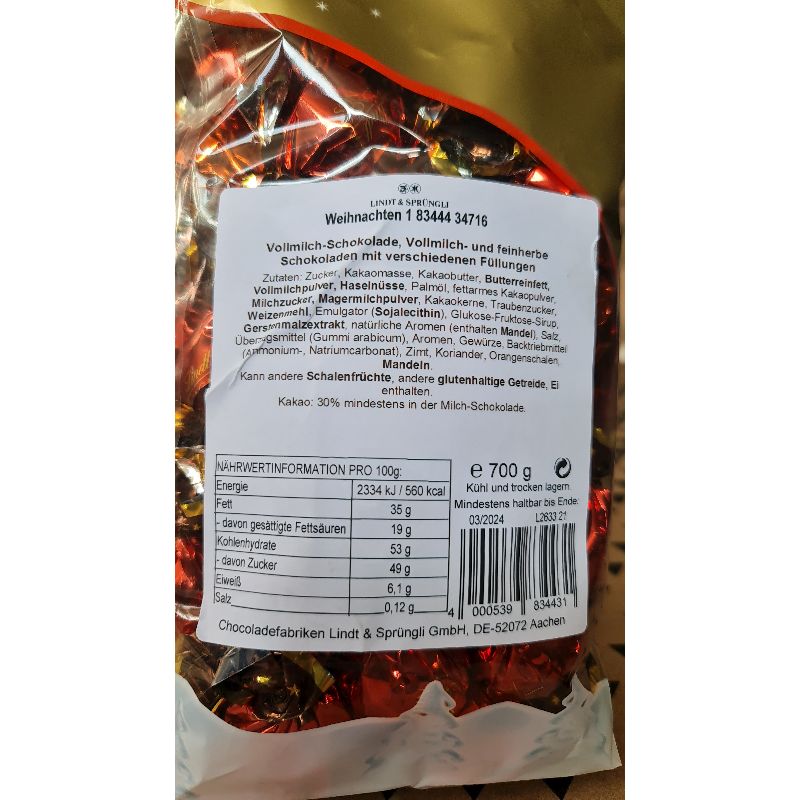 LINDT & SPRÜNGLI
Weihnachten 1 83444 34716
Vollmilch-Schokolade, Vollmilch- und feinherbe
Schokoladen mit verschiedenen Füllungen
Zutaten: Zucker, Kakaomasse, Kakaobutter, Butterreinfett,
Vollmilchpulver, Haselnüsse, Palmöl, fettarmes Kakaopulver,
Milchzucker, Magermilchpulver, Kakaokerne, Traubenzucker,
Weizenmehl, Emulgator (Sojalecithin), Glukose-Fruktose-Sirup,
Gerstenmalzextrakt, natürliche Aromen (enthalten Mandel), Salz,
Überzugsmittel (Gummi arabicum), Aromen, Gewürze, Backtriebmittel
(Ammonium-, Natriumcarbonat), Zimt, Koriander, Orangenschalen,
Mandeln.
Kann andere Schalenfrüchte, andere glutenhaltige Getreide, Ei
enthalten.
Kakao: 30% mindestens in der Milch-Schokolade.
NÄHRWERTINFORMATION PRO 100g:
Energie 2334 kJ / 560 kcal
Fett 35 g
- davon gesättigte Fettsäuren 19 g
Kohlenhydrate 53 g
- davon Zucker 49 g
Eiweiß 6,1 g
Salz 0,12 g
e 700 g
Kühl und trocken lagern.
Mindestens haltbar bis Ende:
03/2024 L2633 21
4 000539 834431
Chocoladefabriken Lindt & Sprüngli GmbH, DE-52072 Aachen